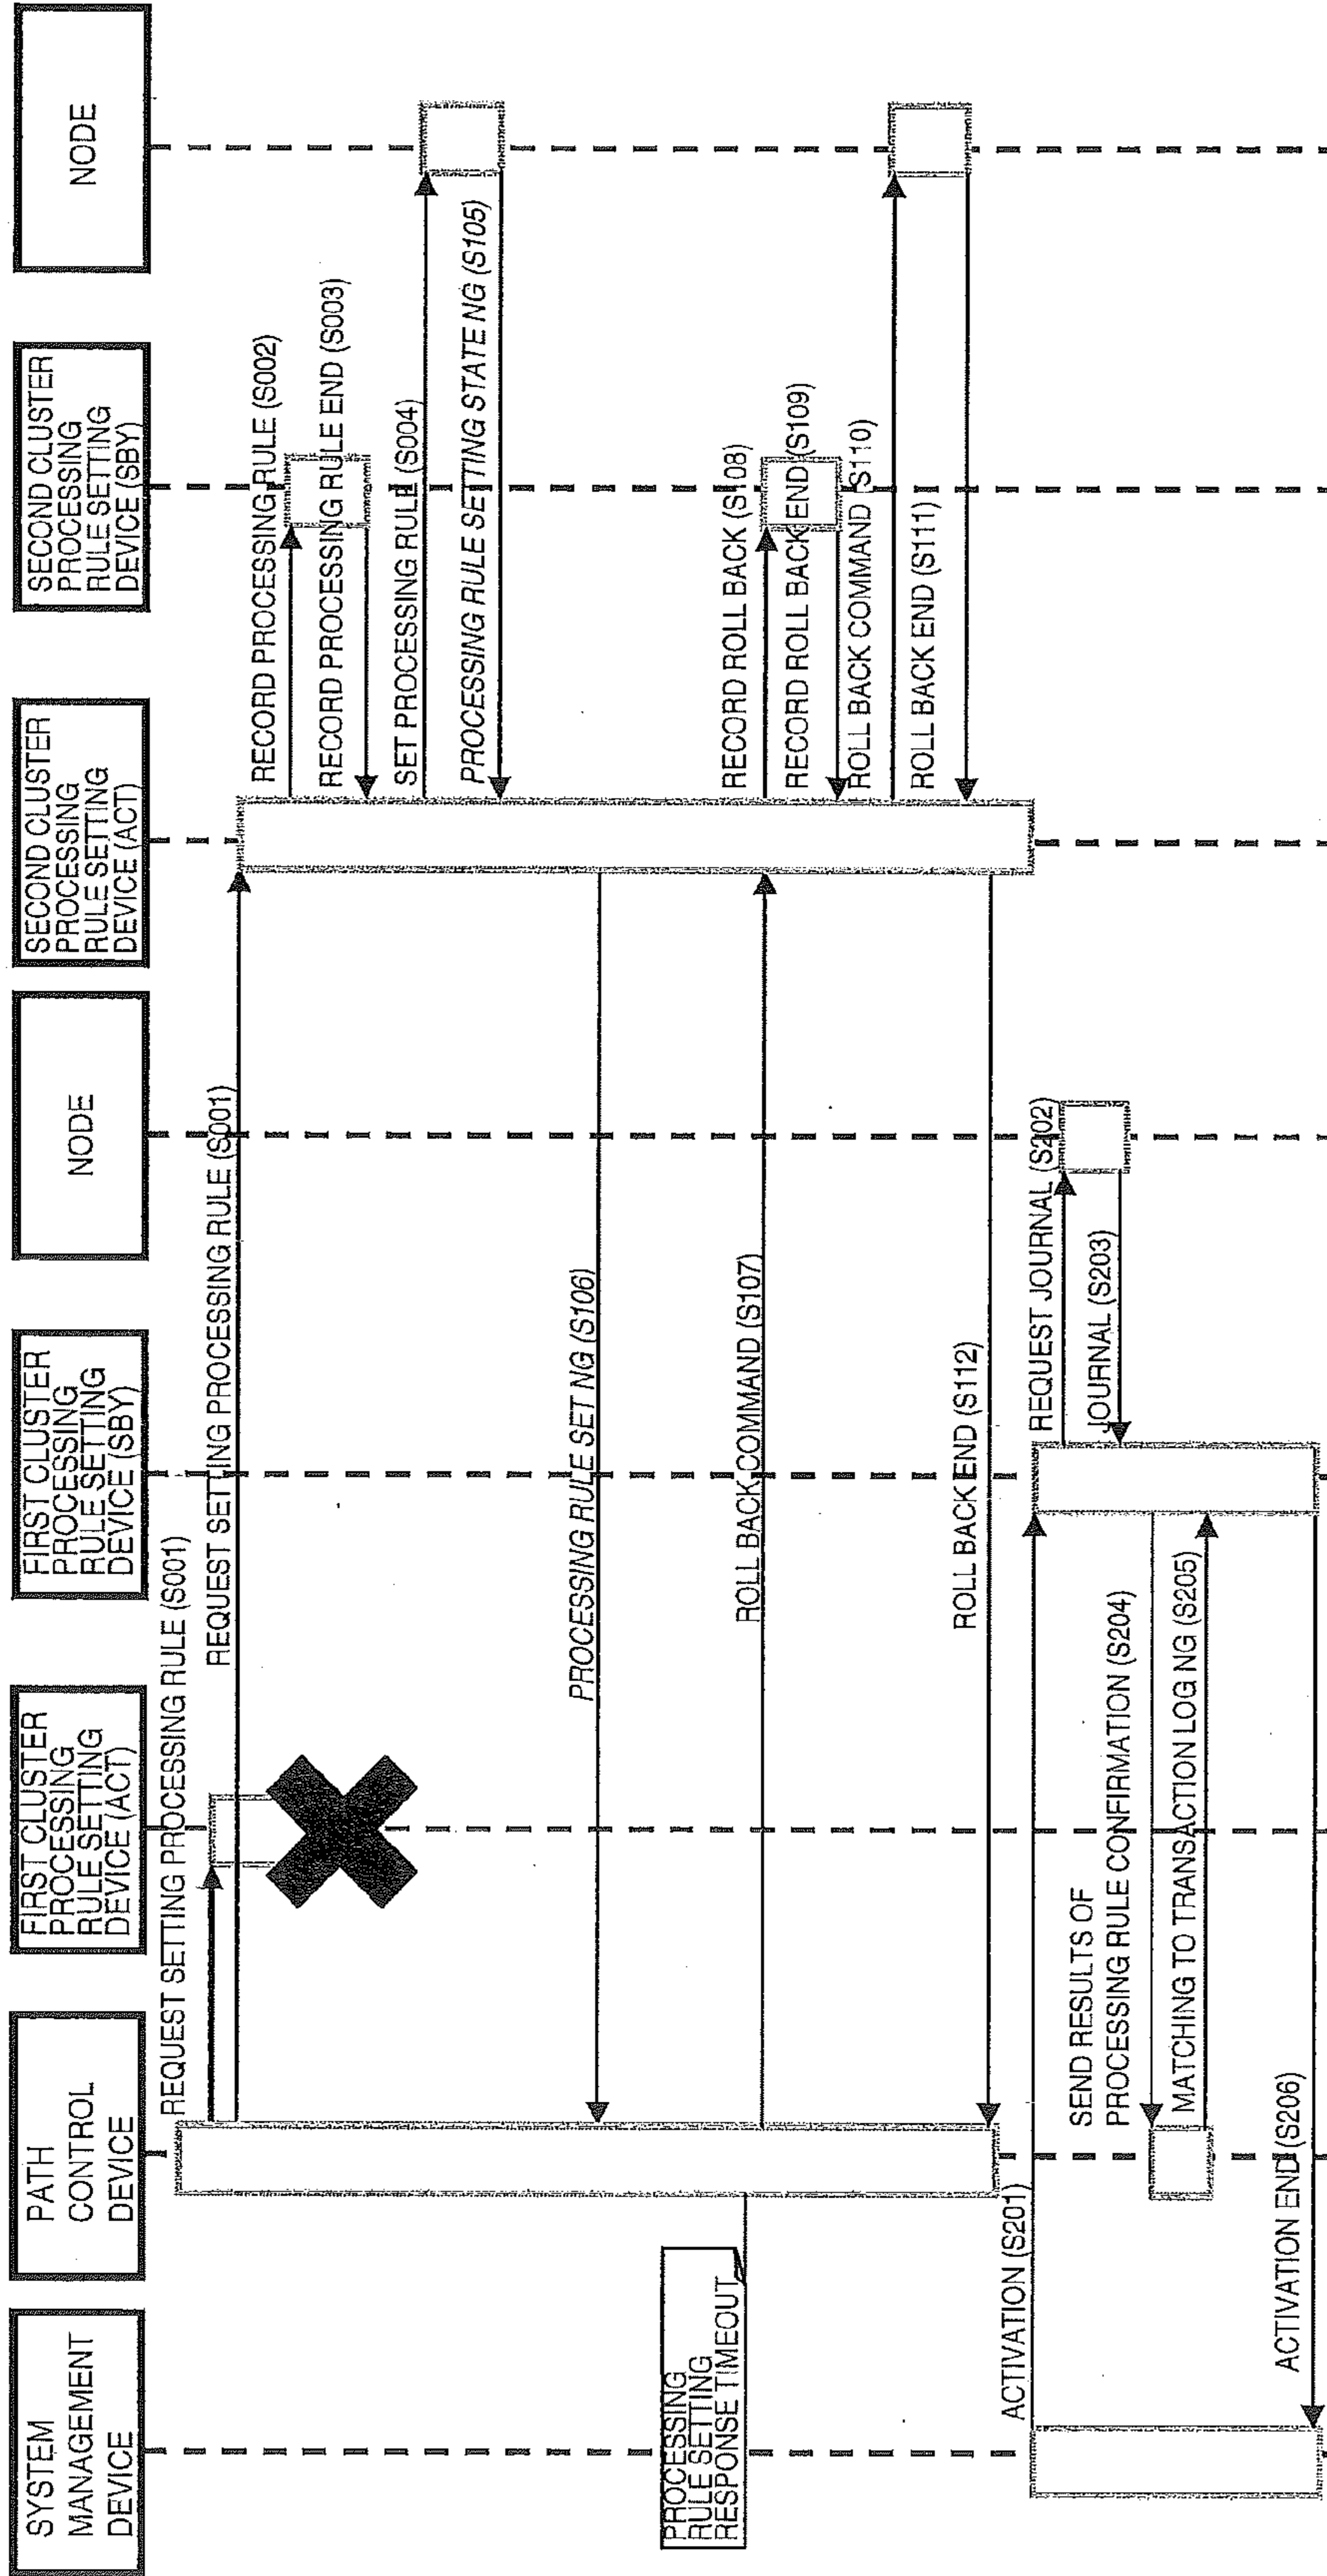 SYSTEM
MANAGEMENT
DEVICE
PATH
CONTROL
DEVICE
FIRST CLUSTER
PROCESSING
RULE SETTING
DEVICE (ACT)
FIRST CLUSTER
PROCESSING
RULE SETTING
DEVICE (SBY)
NODE
SECOND CLUSTER
PROCESSING
RULE SETTING
DEVICE (ACT)
SECOND CLUSTER
PROCESSING
RULE SETTING
DEVICE (SBY)
NODE
REQUEST SETTING PROCESSING RULE (S001)
REQUEST SETTING PROCESSING RULE (S001)
RECORD PROCESSING RULE (S002)
RECORD PROCESSING RULE END (S003)
SET PROCESSING RULE (S004)
PROCESSING RULE SETTING STATE NG (S105)
PROCESSING RULE SET NG (S106)
PROCESSING
RULE SETTING
RESPONSE TIMEOUT
ROLL BACK COMMAND (S107)
RECORD ROLL BACK (S108)
RECORD ROLL BACK END (S109)
ROLL BACK COMMAND (S110)
ROLL BACK END (S111)
ROLL BACK END (S112)
ACTIVATION (S201)
REQUEST JOURNAL (S202)
JOURNAL (S203)
SEND RESULTS OF
PROCESSING RULE CONFIRMATION (S204)
MATCHING TO TRANSACTION LOG NG (S205)
ACTIVATION END (S206)